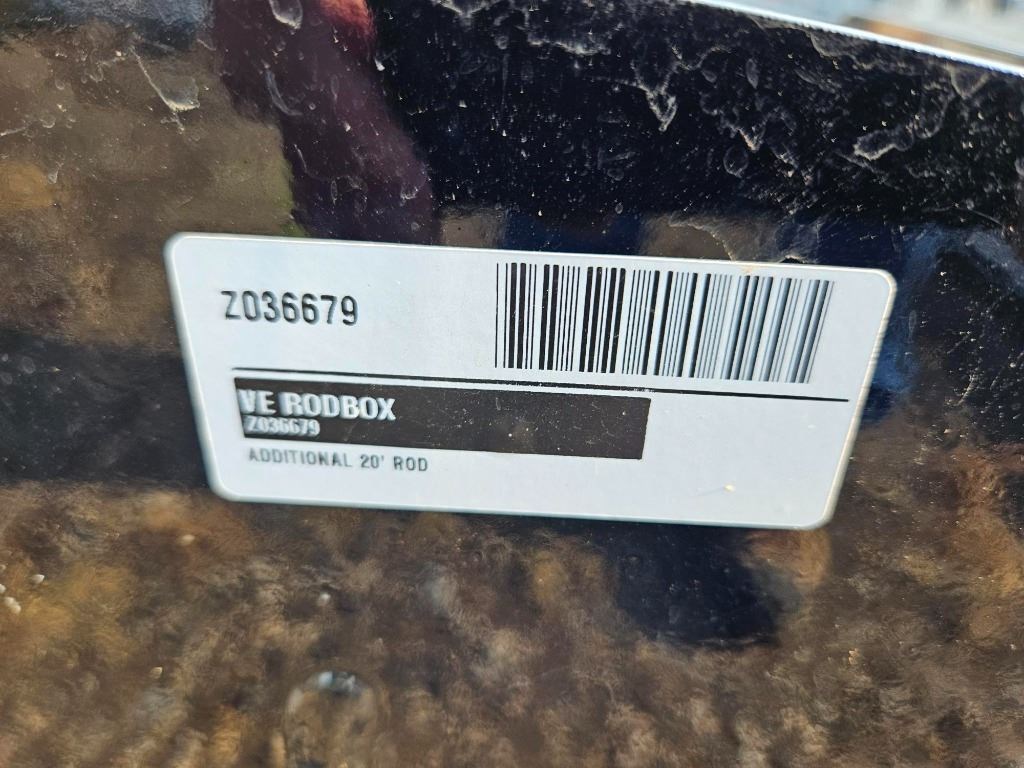 Z036679
VE RODBOX
Z036679
ADDITIONAL 20' ROD